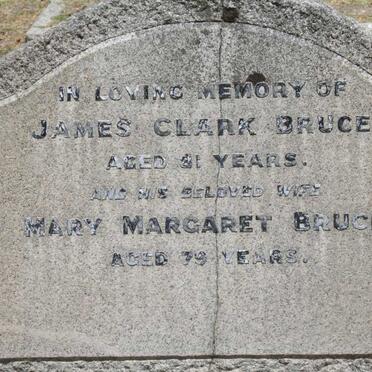 IN LOVING MEMORY OF
JAMES CLARK BRUCE
AGED 81 YEARS.
AND HIS BELOVED WIFE
MARY MARGARET BRUCE
AGED 79 YEARS.